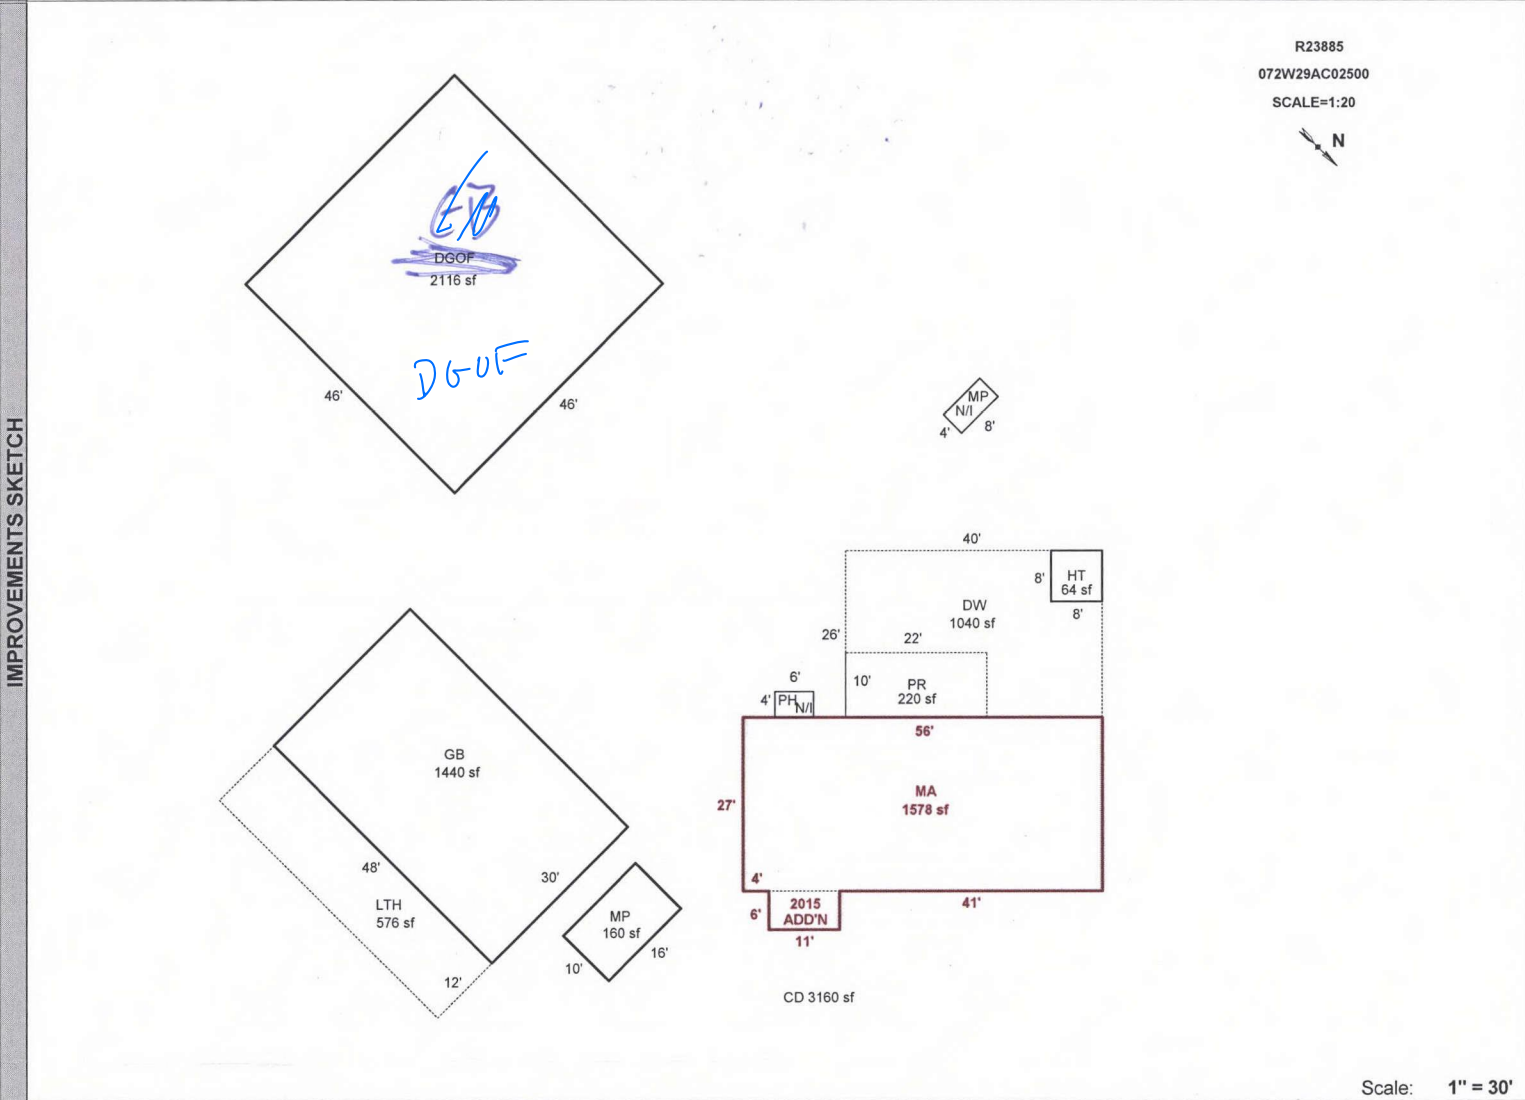 R23885
072W29AC02500
SCALE=1:20
N
IMPROVEMENTS SKETCH
DGOF
2116 sf
DGOF
46'
46'
MP
N/I
4'
8'
40'
8'
HT
64 sf
8'
DW
1040 sf
26'
22'
10'
PR
220 sf
6'
4'
PH
N/I
56'
27'
MA
1578 sf
4'
6'
2015
ADD'N
11'
41'
CD 3160 sf
GB
1440 sf
48'
30'
LTH
576 sf
12'
MP
160 sf
10'
16'
Scale: 1" = 30'